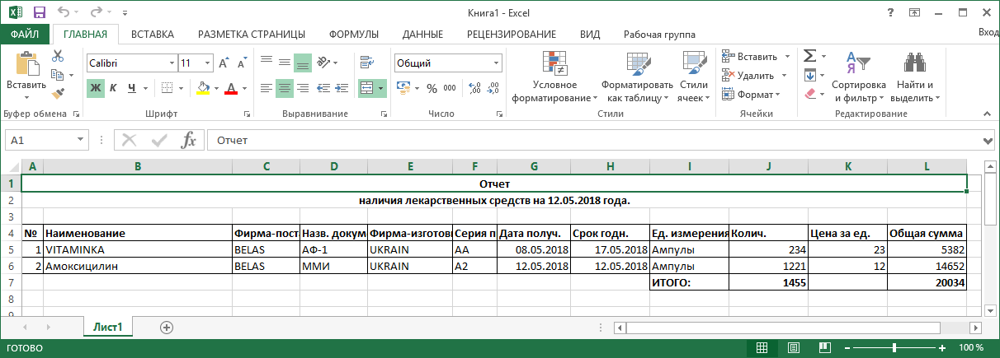 Книга1 - Excel
ФАЙЛ ГЛАВНАЯ ВСТАВКА РАЗМЕТКА СТРАНИЦЫ ФОРМУЛЫ ДАННЫЕ РЕЦЕНЗИРОВАНИЕ ВИД Рабочая группа Вход
Вставить
Буфер обмена
Calibri 11
Ж К Ч
Шрифт
Выравнивание
Общий
% 000
Число
Условное форматирование
Форматировать как таблицу
Стили ячеек
Стили
Вставить
Удалить
Формат
Ячейки
Сортировка и фильтр
Найти и выделить
Редактирование
A1 fx Отчет
A B C D E F G H I J K L
1 Отчет
2 наличия лекарственных средств на 12.05.2018 года.
3
4 № Наименование Фирма-пост Назв. докум Фирма-изготов Серия п Дата получ. Срок годн. Ед. измерения Колич. Цена за ед. Общая сумма
5 1 VITAMINKA BELAS АФ-1 UKRAIN АА 08.05.2018 17.05.2018 Ампулы 234 23 5382
6 2 Амоксицилин BELAS ММИ UKRAIN А2 12.05.2018 12.05.2018 Ампулы 1221 12 14652
7 ИТОГО: 1455 20034
8
9
Лист1
ГОТОВО 100 %